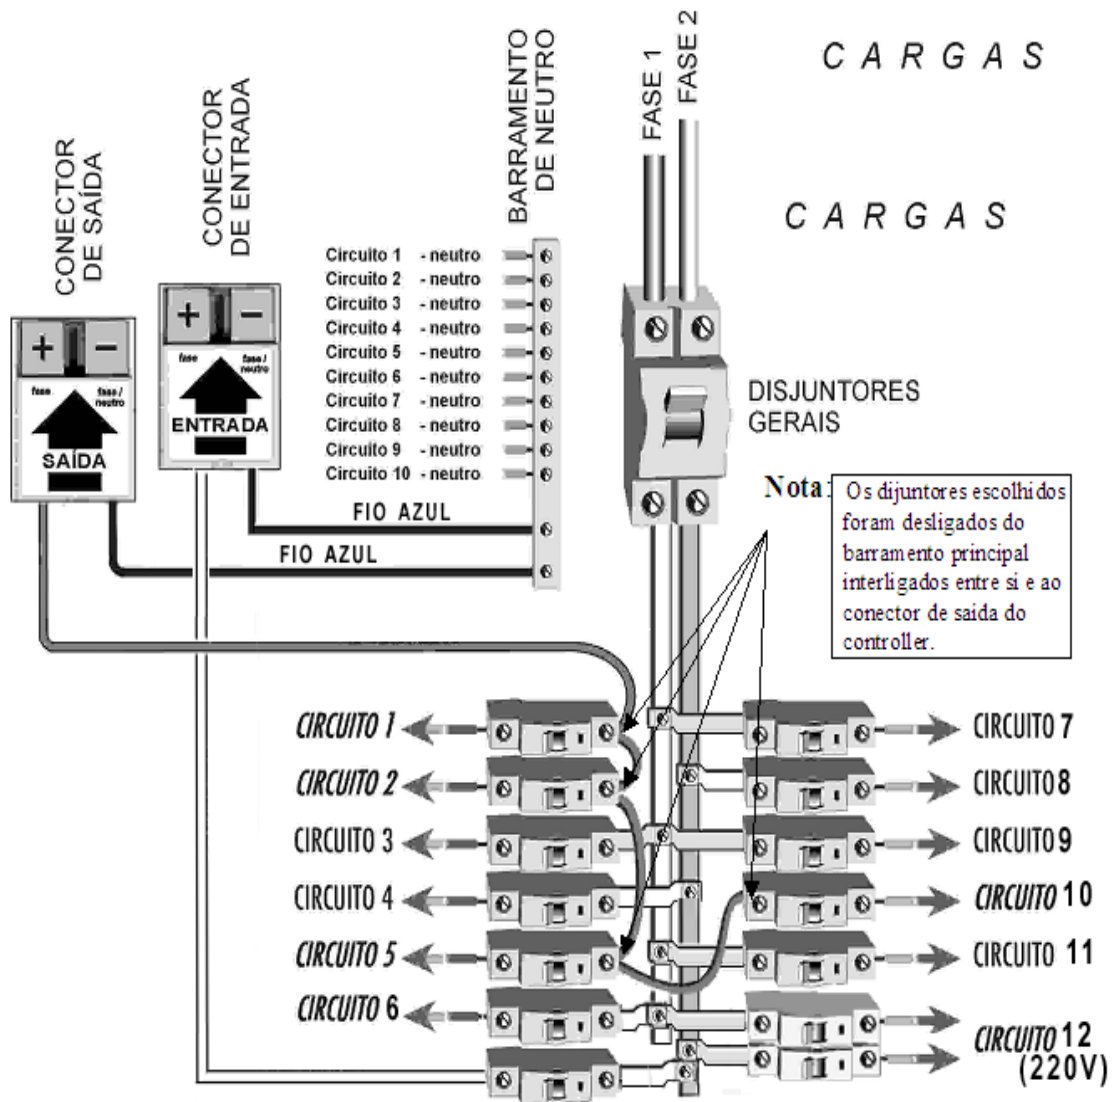 CARGAS
CARGAS
CONECTOR
DE SAÍDA
CONECTOR
DE ENTRADA
BARRAMENTO
DE NEUTRO
FASE 1
FASE 2
+ -
fase
fase /
neutro
SAÍDA
+ -
fase
fase /
neutro
ENTRADA
Circuito 1 - neutro
Circuito 2 - neutro
Circuito 3 - neutro
Circuito 4 - neutro
Circuito 5 - neutro
Circuito 6 - neutro
Circuito 7 - neutro
Circuito 8 - neutro
Circuito 9 - neutro
Circuito 10 - neutro
FIO AZUL
FIO AZUL
DISJUNTORES
GERAIS
Nota:
Os dijuntores escolhidos
foram desligados do
barramento principal
interligados entre si e ao
conector de saida do
controller.
CIRCUITO 1
CIRCUITO 2
CIRCUITO 3
CIRCUITO 4
CIRCUITO 5
CIRCUITO 6
CIRCUITO 7
CIRCUITO 8
CIRCUITO 9
CIRCUITO 10
CIRCUITO 11
CIRCUITO 12
(220V)